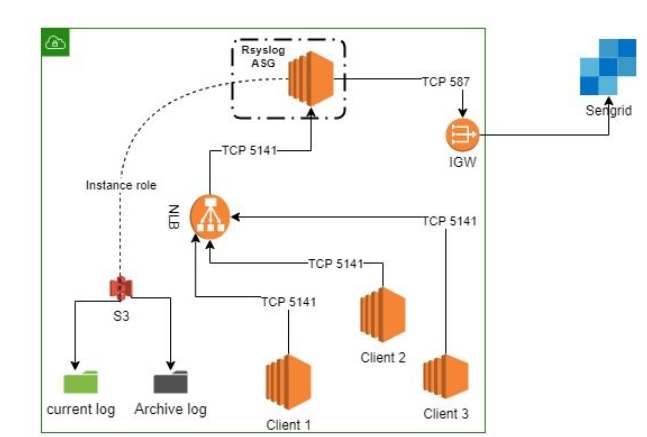 Rsyslog
ASG
TCP 587
Sengrid
IGW
TCP 5141
Instance role
NLB
TCP 5141
TCP 5141
TCP 5141
S3
Client 2
current log
Archive log
Client 1
Client 3